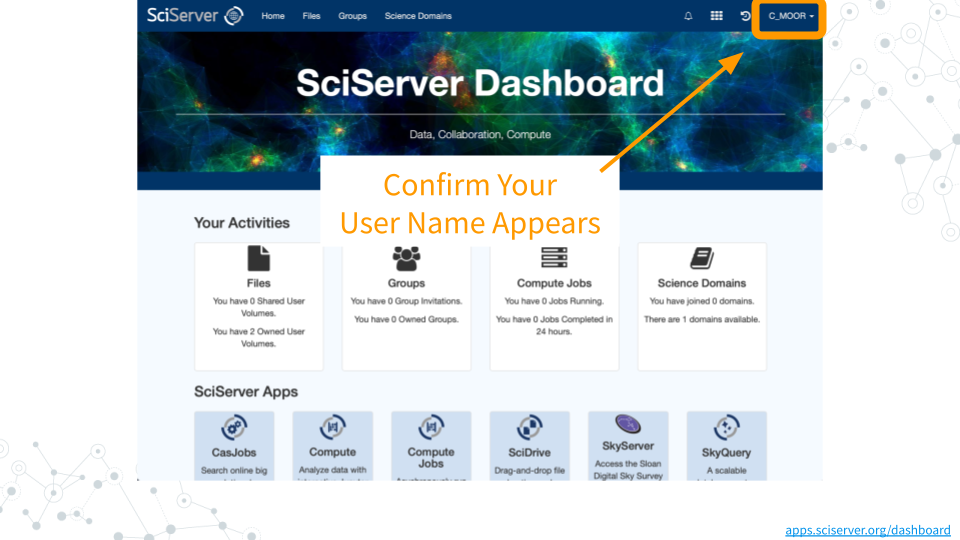 SciServer
Home Files Groups Science Domains C_MOOR
SciServer Dashboard
Data, Collaboration, Compute
Confirm Your
User Name Appears
Your Activities
Files
You have 0 Shared User
Volumes.
You have 2 Owned User
Volumes.
Groups
You have 0 Group Invitations.
You have 0 Owned Groups.
Compute Jobs
You have 0 Jobs Running.
You have 0 Jobs Completed in
24 hours.
Science Domains
You have joined 0 domains.
There are 1 domains available.
SciServer Apps
CasJobs
Search online big
Compute
Analyze data with
Compute
Jobs
SciDrive
Drag-and-drop file
SkyServer
Access the Sloan
Digital Sky Survey
SkyQuery
A scalable
apps.sciserver.org/dashboard